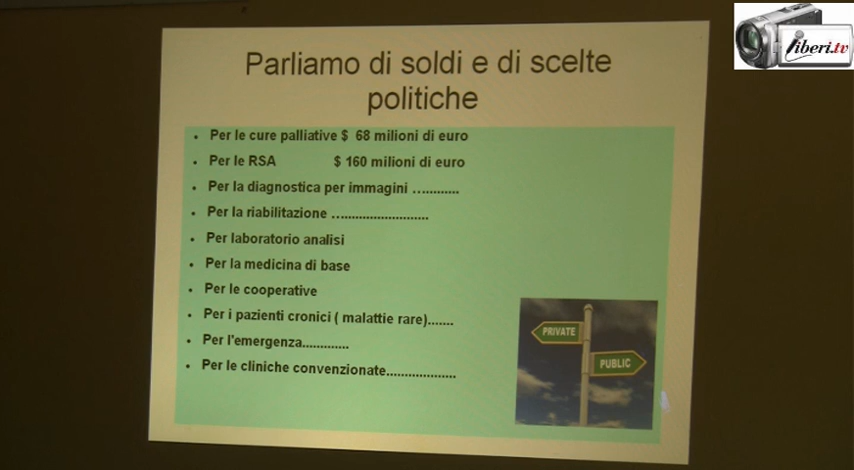 Parliamo di soldi e di scelte
politiche
• Per le cure palliative $ 68 milioni di euro
• Per le RSA $ 160 milioni di euro
• Per la diagnostica per immagini ….........
• Per la riabilitazione ….........................
• Per laboratorio analisi
• Per la medicina di base
• Per le cooperative
• Per i pazienti cronici ( malattie rare).......
• Per l'emergenza.............
• Per le cliniche convenzionate...................
PRIVATE
PUBLIC
liberi.tv